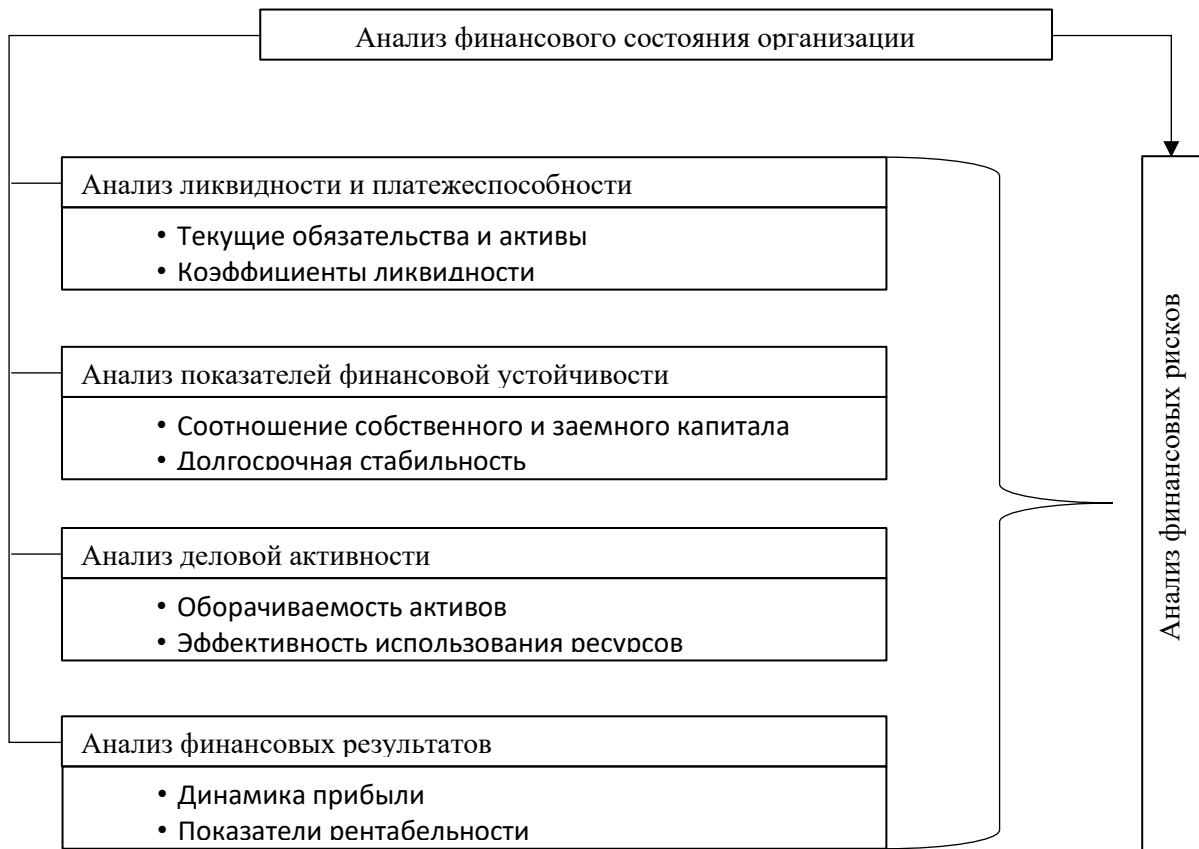 Анализ финансового состояния организации
Анализ ликвидности и платежеспособности
• Текущие обязательства и активы
• Коэффициенты ликвидности
Анализ показателей финансовой устойчивости
• Соотношение собственного и заемного капитала
• Долгосрочная стабильность
Анализ деловой активности
• Оборачиваемость активов
• Эффективность использования ресурсов
Анализ финансовых результатов
• Динамика прибыли
• Показатели рентабельности
Анализ финансовых рисков